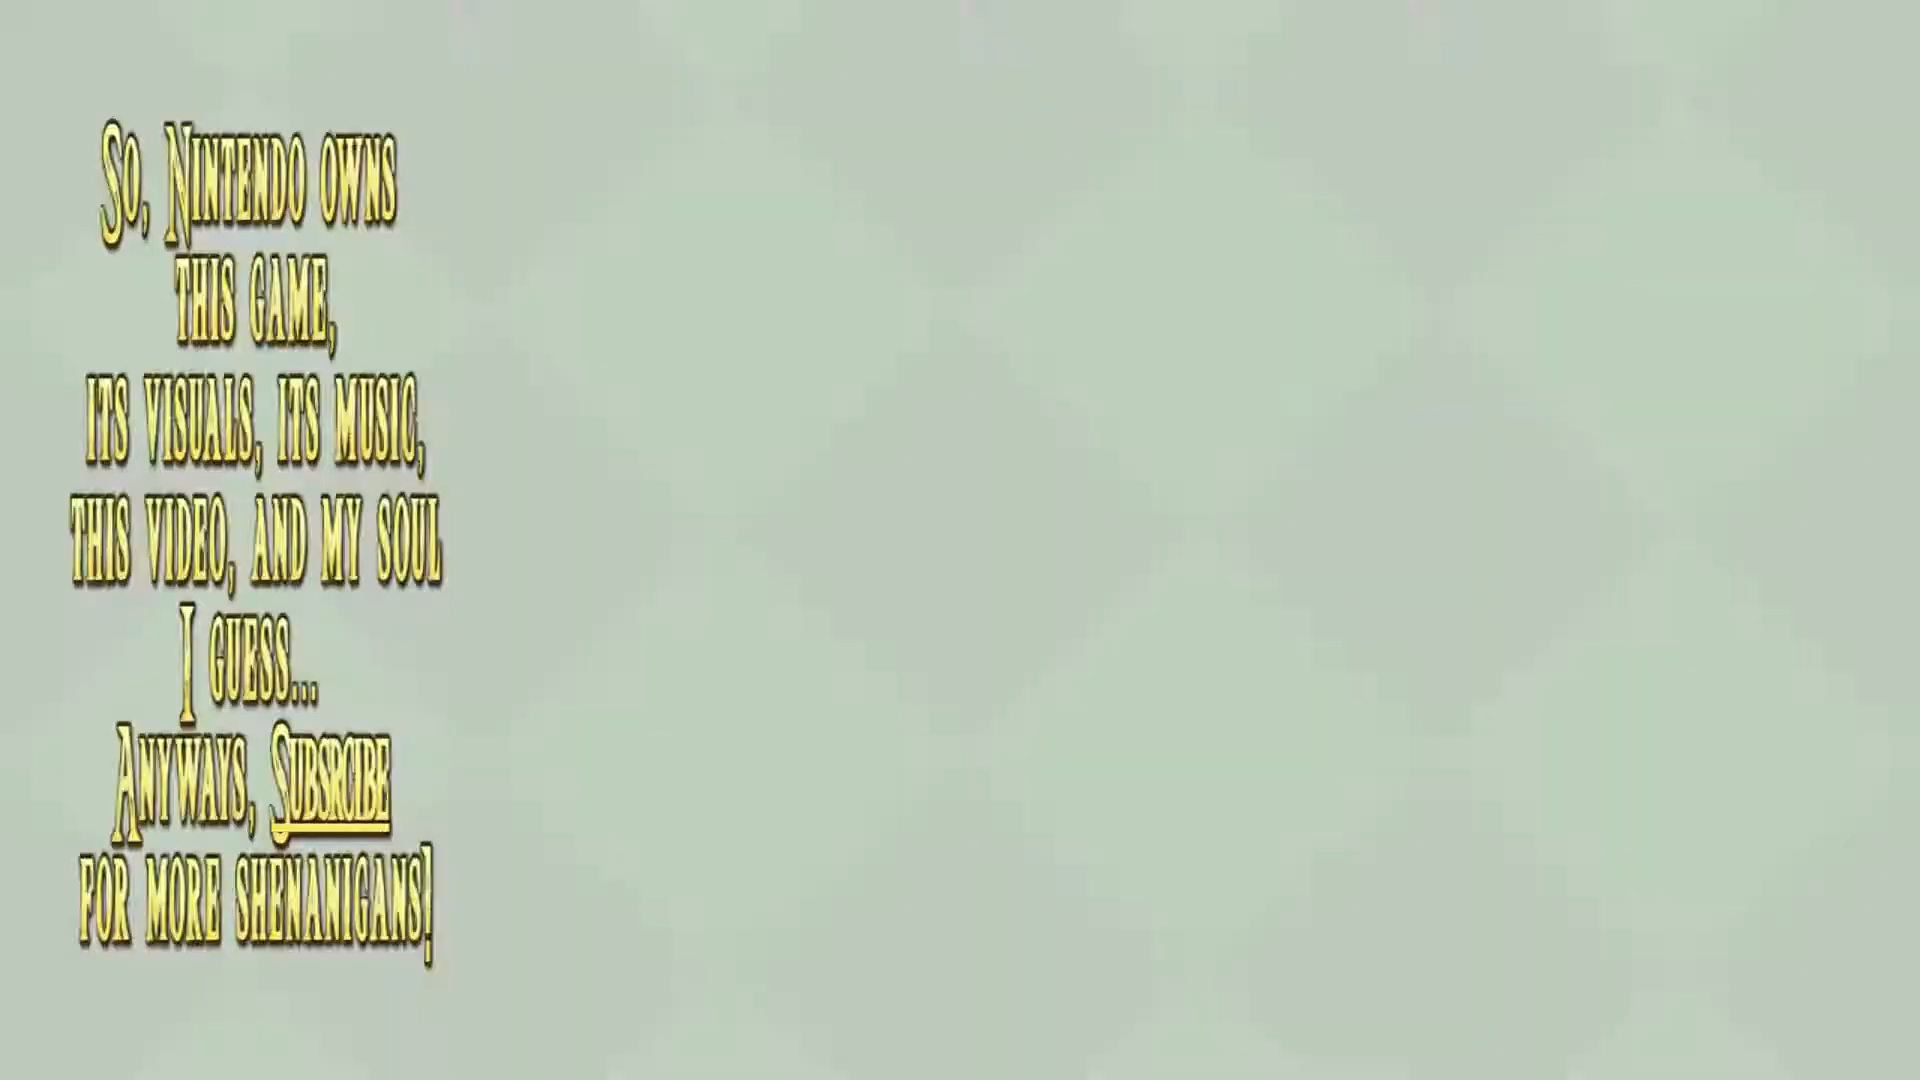 So, Nintendo owns
this game,
its visuals, its music,
this video, and my soul
I guess...
Anyways, Subsrcibe
for more shenanigans!